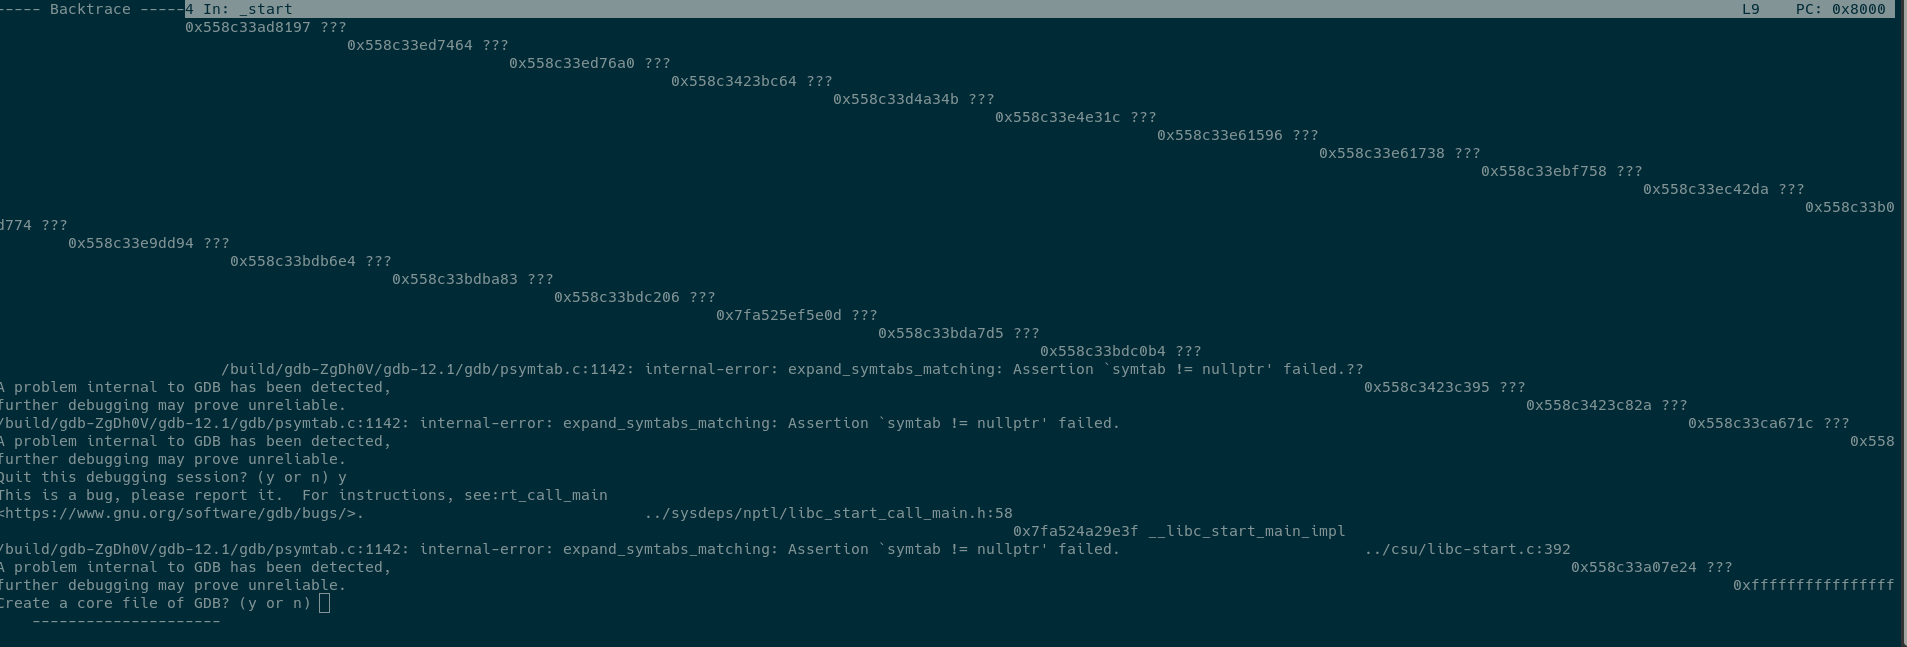 ----- Backtrace -----4 In: _start L9 PC: 0x8000
0x558c33ad8197 ???
0x558c33ed7464 ???
0x558c33ed76a0 ???
0x558c3423bc64 ???
0x558c33d4a34b ???
0x558c33e4e31c ???
0x558c33e61596 ???
0x558c33e61738 ???
0x558c33ebf758 ???
0x558c33ec42da ???
0x558c33b0
d774 ???
0x558c33e9dd94 ???
0x558c33bdb6e4 ???
0x558c33bdba83 ???
0x558c33bdc206 ???
0x7fa525ef5e0d ???
0x558c33bda7d5 ???
0x558c33bdc0b4 ???
/build/gdb-ZgDh0V/gdb-12.1/gdb/psymtab.c:1142: internal-error: expand_symtabs_matching: Assertion `symtab != nullptr' failed.??
A problem internal to GDB has been detected, 0x558c3423c395 ???
further debugging may prove unreliable. 0x558c3423c82a ???
/build/gdb-ZgDh0V/gdb-12.1/gdb/psymtab.c:1142: internal-error: expand_symtabs_matching: Assertion `symtab != nullptr' failed. 0x558c33ca671c ???
A problem internal to GDB has been detected, 0x558
further debugging may prove unreliable.
Quit this debugging session? (y or n) y
This is a bug, please report it.  For instructions, see:rt_call_main
<https://www.gnu.org/software/gdb/bugs/>. ../sysdeps/nptl/libc_start_call_main.h:58
0x7fa524a29e3f __libc_start_main_impl
/build/gdb-ZgDh0V/gdb-12.1/gdb/psymtab.c:1142: internal-error: expand_symtabs_matching: Assertion `symtab != nullptr' failed. ../csu/libc-start.c:392
A problem internal to GDB has been detected, 0x558c33a07e24 ???
further debugging may prove unreliable. 0xffffffffffffffff
Create a core file of GDB? (y or n)
---------------------